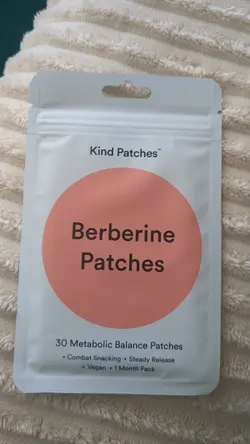 Kind Patches™
Berberine
Patches
30 Metabolic Balance Patches
• Combat Snacking • Steady Release
• Vegan • 1 Month Pack